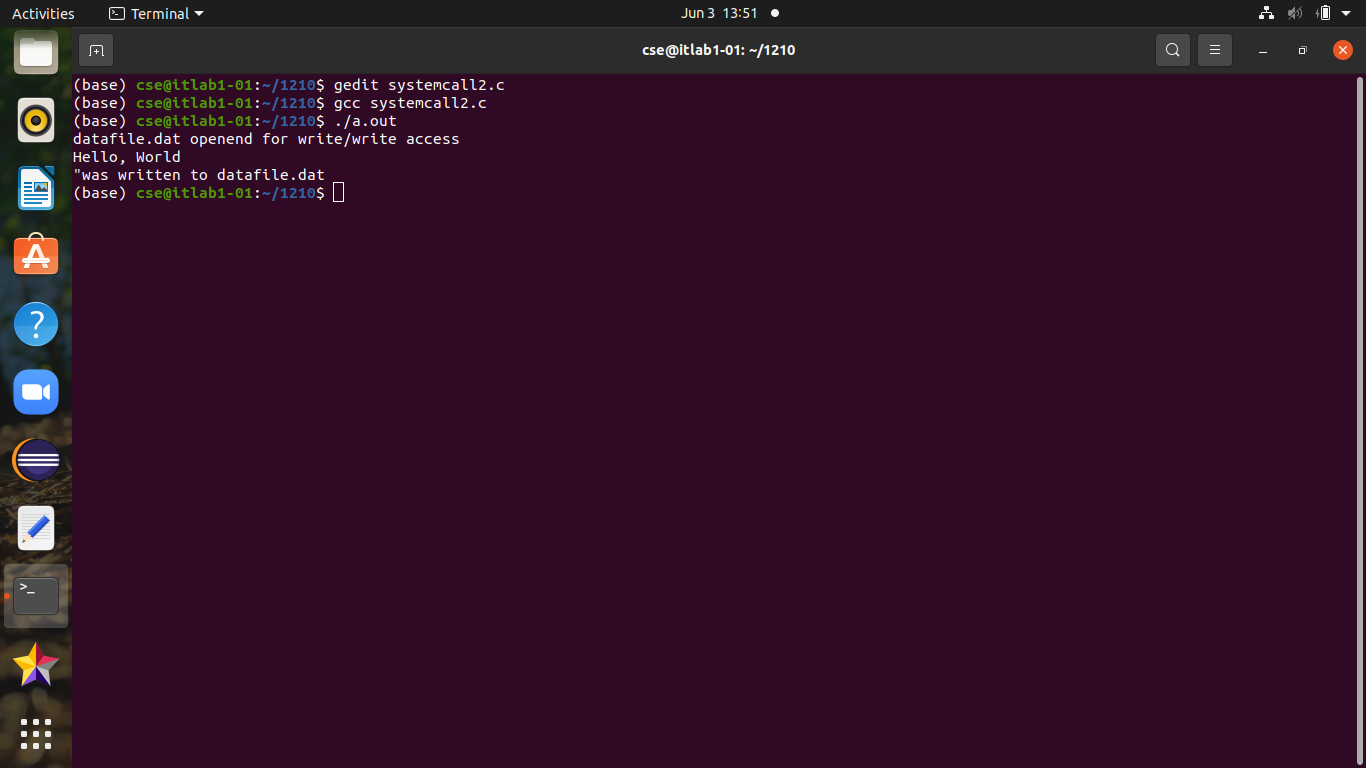 Activities Terminal Jun 3 13:51
cse@itlab1-01: ~/1210
(base) cse@itlab1-01:~/1210$ gedit systemcall2.c
(base) cse@itlab1-01:~/1210$ gcc systemcall2.c
(base) cse@itlab1-01:~/1210$ ./a.out
datafile.dat openend for write/write access
Hello, World
"was written to datafile.dat
(base) cse@itlab1-01:~/1210$